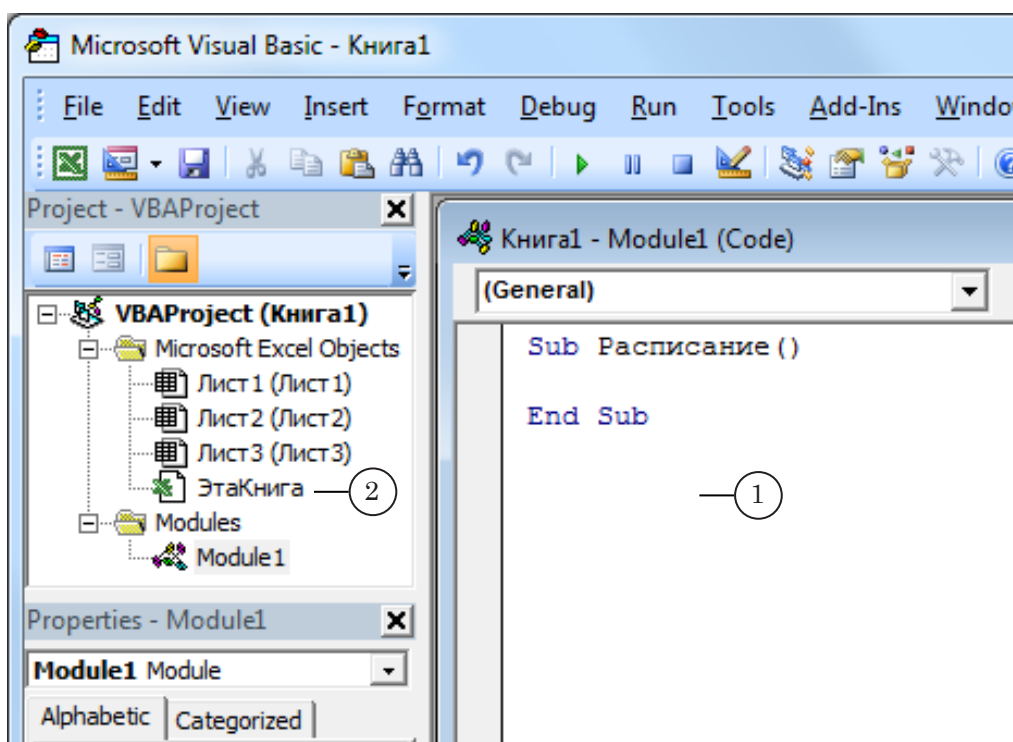 Microsoft Visual Basic - Книга1
File Edit View Insert Format Debug Run Tools Add-Ins Windo
Project - VBAProject
Книга1 - Module1 (Code)
(General)
VBAProject (Книга1)
Microsoft Excel Objects
Лист1 (Лист1)
Лист2 (Лист2)
Лист3 (Лист3)
ЭтаКнига 2
Modules
Module1
Sub Расписание()
End Sub
1
Properties - Module1
Module1 Module
Alphabetic Categorized